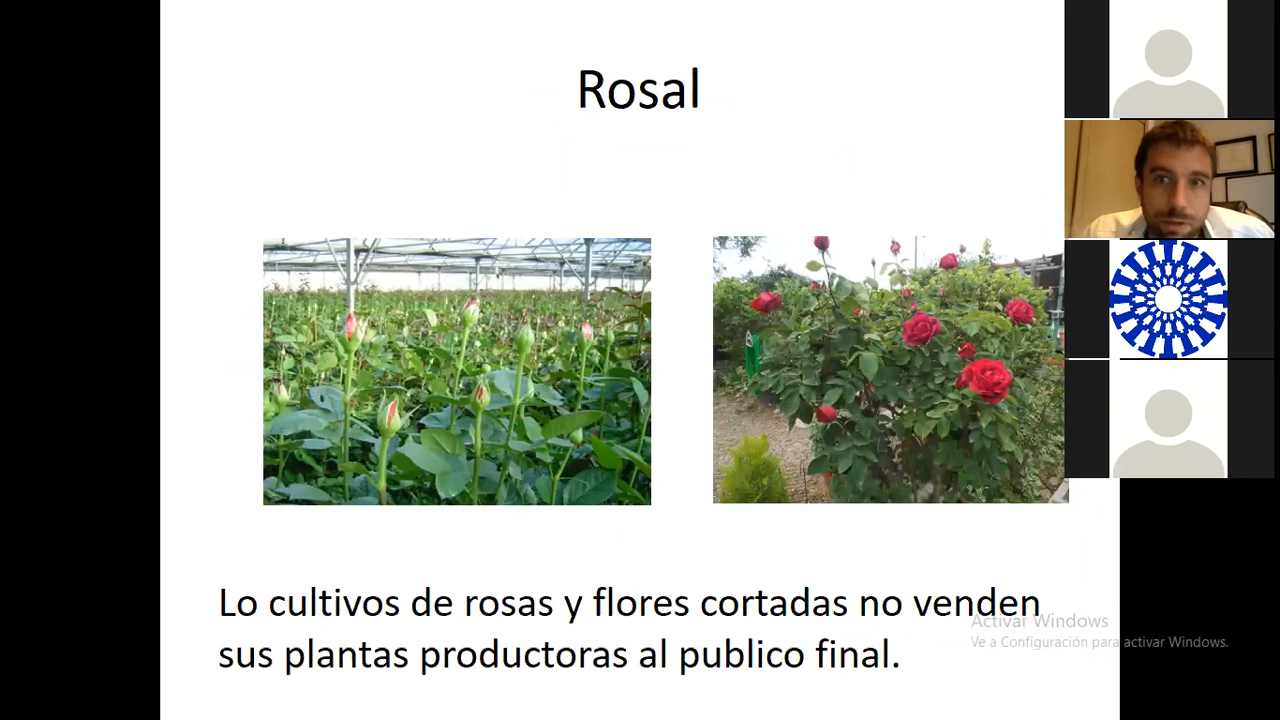 Rosal
Lo cultivos de rosas y flores cortadas no venden
sus plantas productoras al publico final.
Activar Windows
Ve a Configuración para activar Windows.